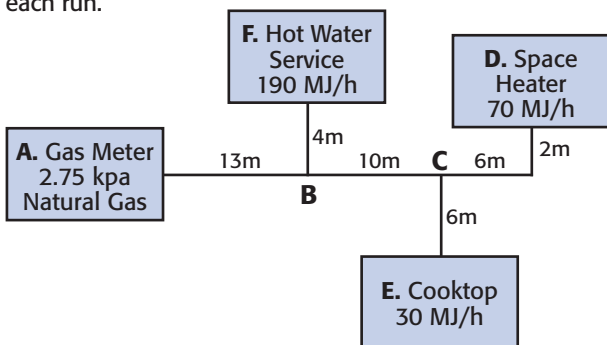 each run.
F. Hot Water
Service
190 MJ/h
D. Space
Heater
70 MJ/h
A. Gas Meter
2.75 kpa
Natural Gas
13m
4m
B
10m
C
6m
2m
6m
E. Cooktop
30 MJ/h